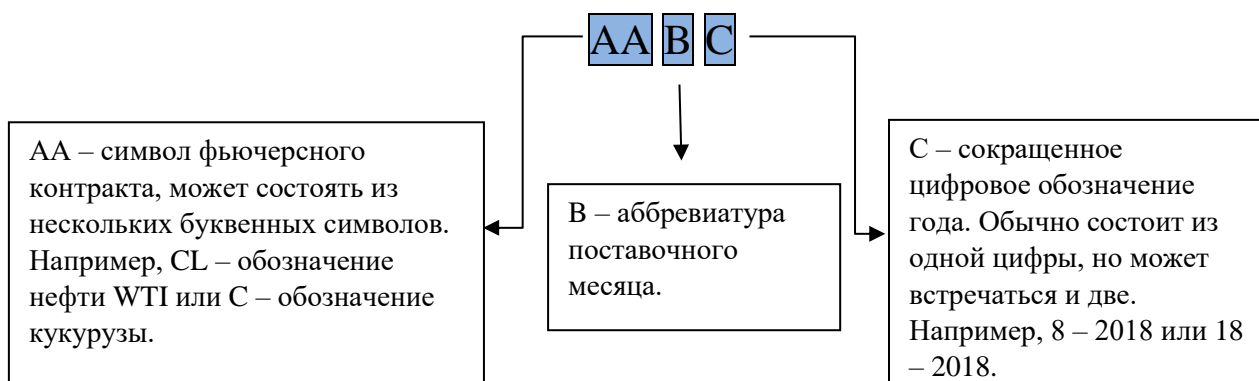 AA B C
AA – символ фьючерсного
контракта, может состоять из
нескольких буквенных символов.
Например, CL – обозначение
нефти WTI или C – обозначение
кукурузы.
B – аббревиатура
поставочного
месяца.
C – сокращенное
цифровое обозначение
года. Обычно состоит из
одной цифры, но может
встречаться и две.
Например, 8 – 2018 или 18
– 2018.